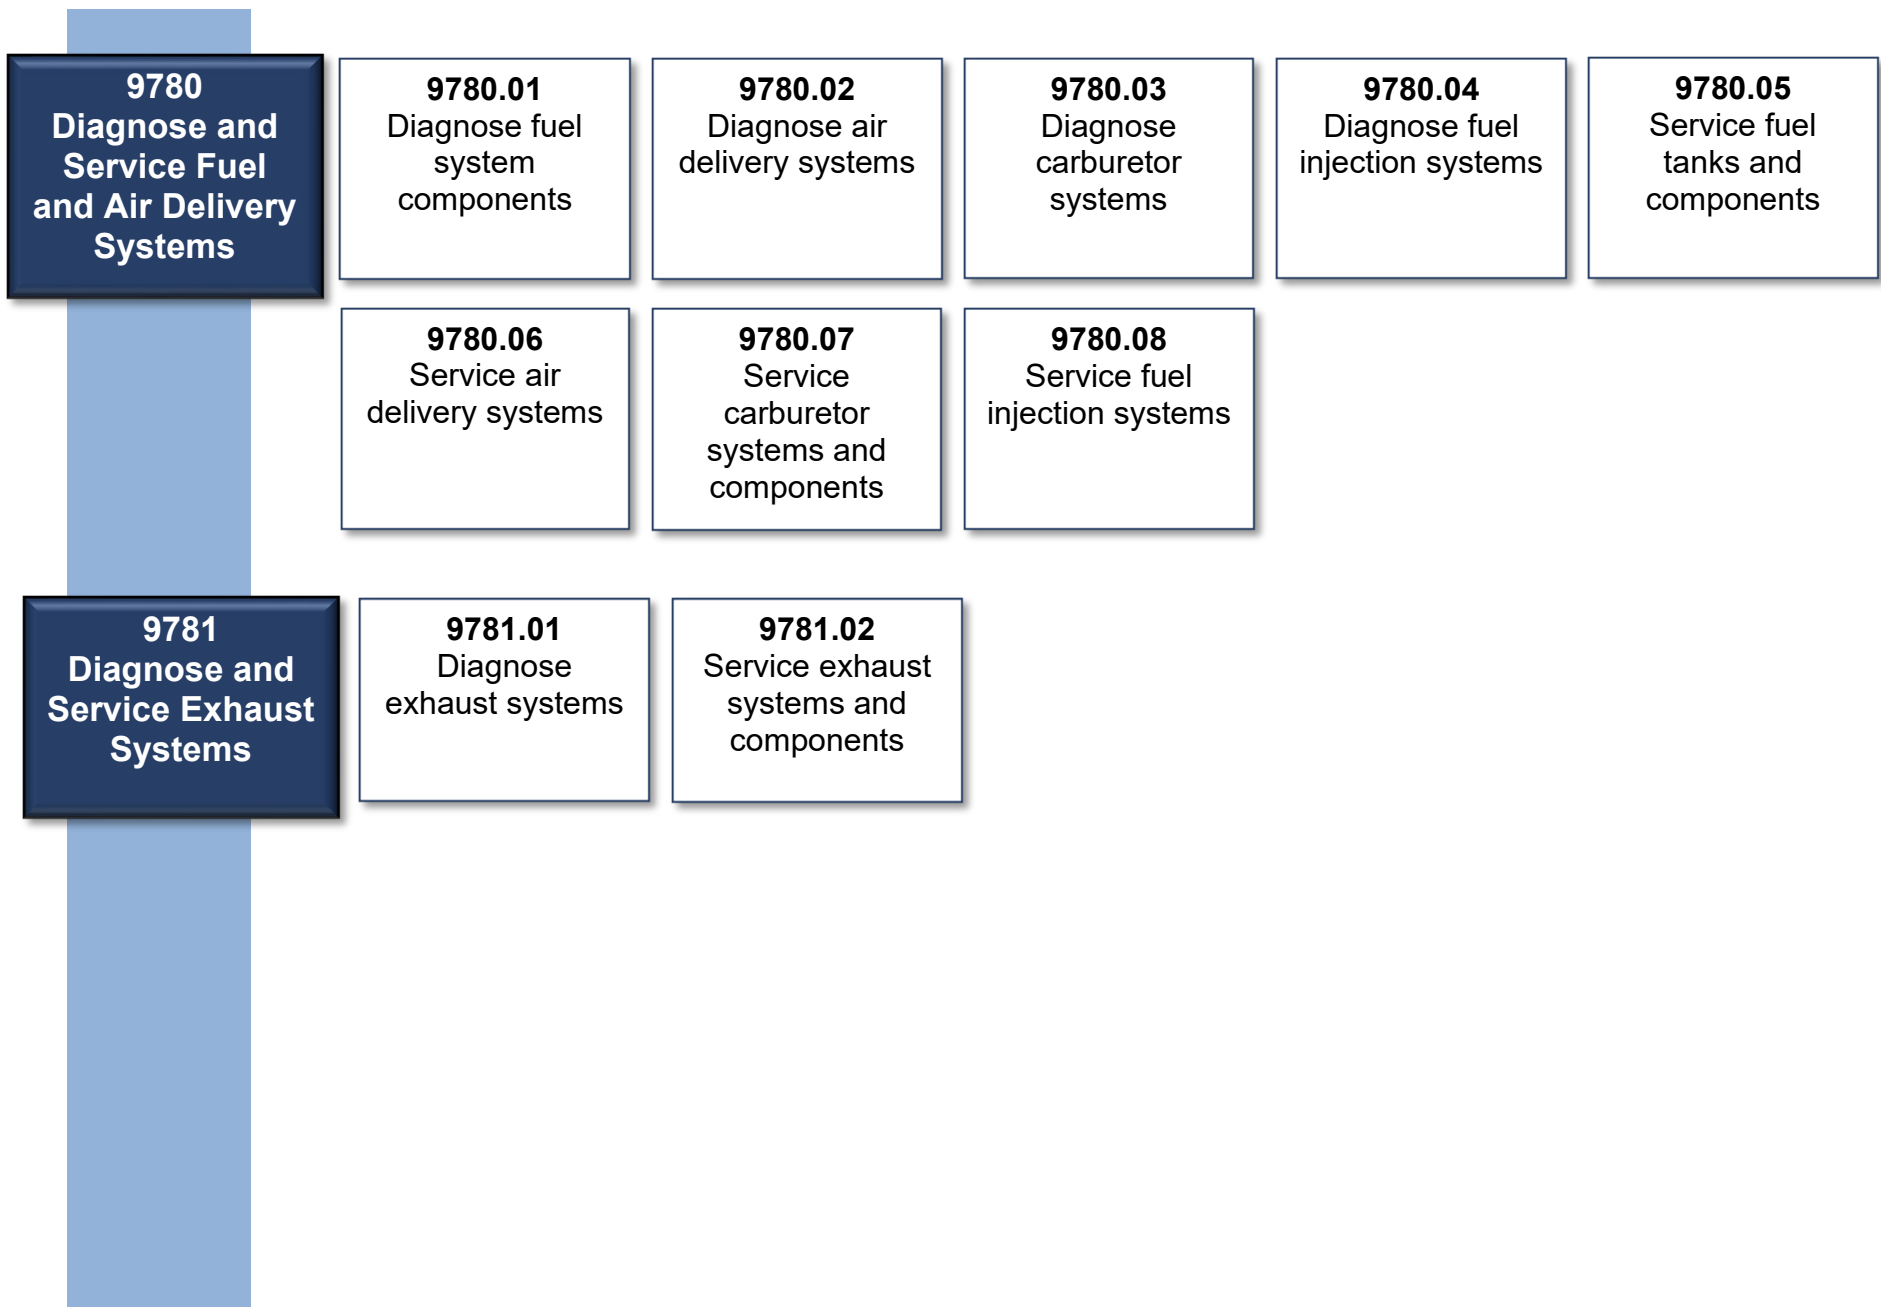 9780
Diagnose and
Service Fuel
and Air Delivery
Systems
9780.01
Diagnose fuel
system
components
9780.02
Diagnose air
delivery systems
9780.03
Diagnose
carburetor
systems
9780.04
Diagnose fuel
injection systems
9780.05
Service fuel
tanks and
components
9780.06
Service air
delivery systems
9780.07
Service
carburetor
systems and
components
9780.08
Service fuel
injection systems
9781
Diagnose and
Service Exhaust
Systems
9781.01
Diagnose
exhaust systems
9781.02
Service exhaust
systems and
components